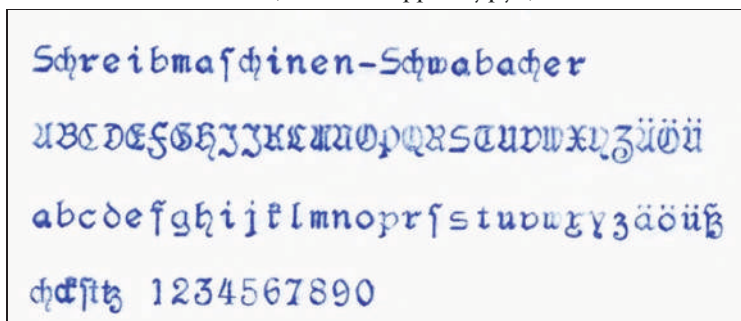 Schreibmaſchinen-Schwabacher
ABCDEFGHIJKLMNOPQRSTUVWXYZÄÖÜ
abcdefghijklmnoprſstuvwxyzäöüß
chckſttz 1234567890